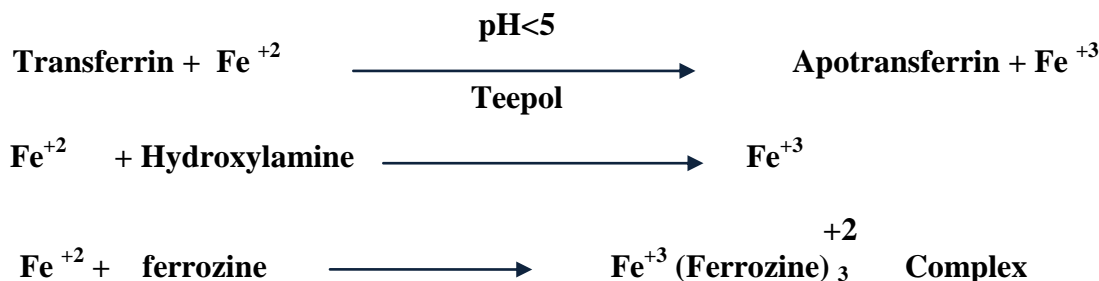 pH<5
Transferrin + Fe +2 Apotransferrin + Fe +3
Teepol
Fe+2 + Hydroxylamine Fe+3
+2
Fe +2 + ferrozine Fe+3 (Ferrozine) 3 Complex